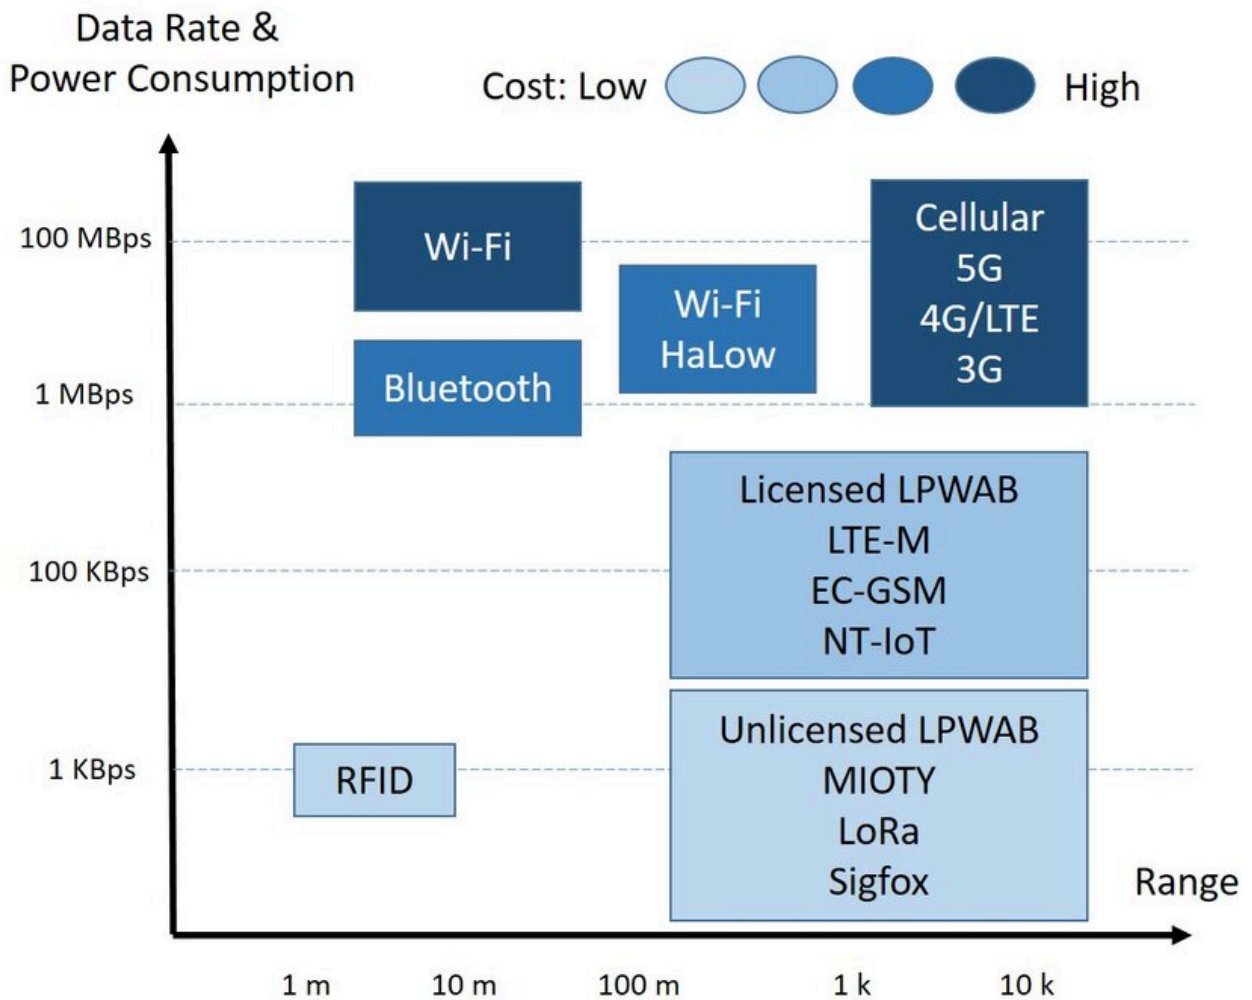 Data Rate &
Power Consumption
Cost: Low High
100 MBps
Wi-Fi
Cellular
5G
4G/LTE
3G
Wi-Fi
HaLow
Bluetooth
1 MBps
Licensed LPWAB
LTE-M
EC-GSM
NT-IoT
100 KBps
Unlicensed LPWAB
MIOTY
LoRa
Sigfox
1 KBps
RFID
Range
1 m 10 m 100 m 1 k 10 k